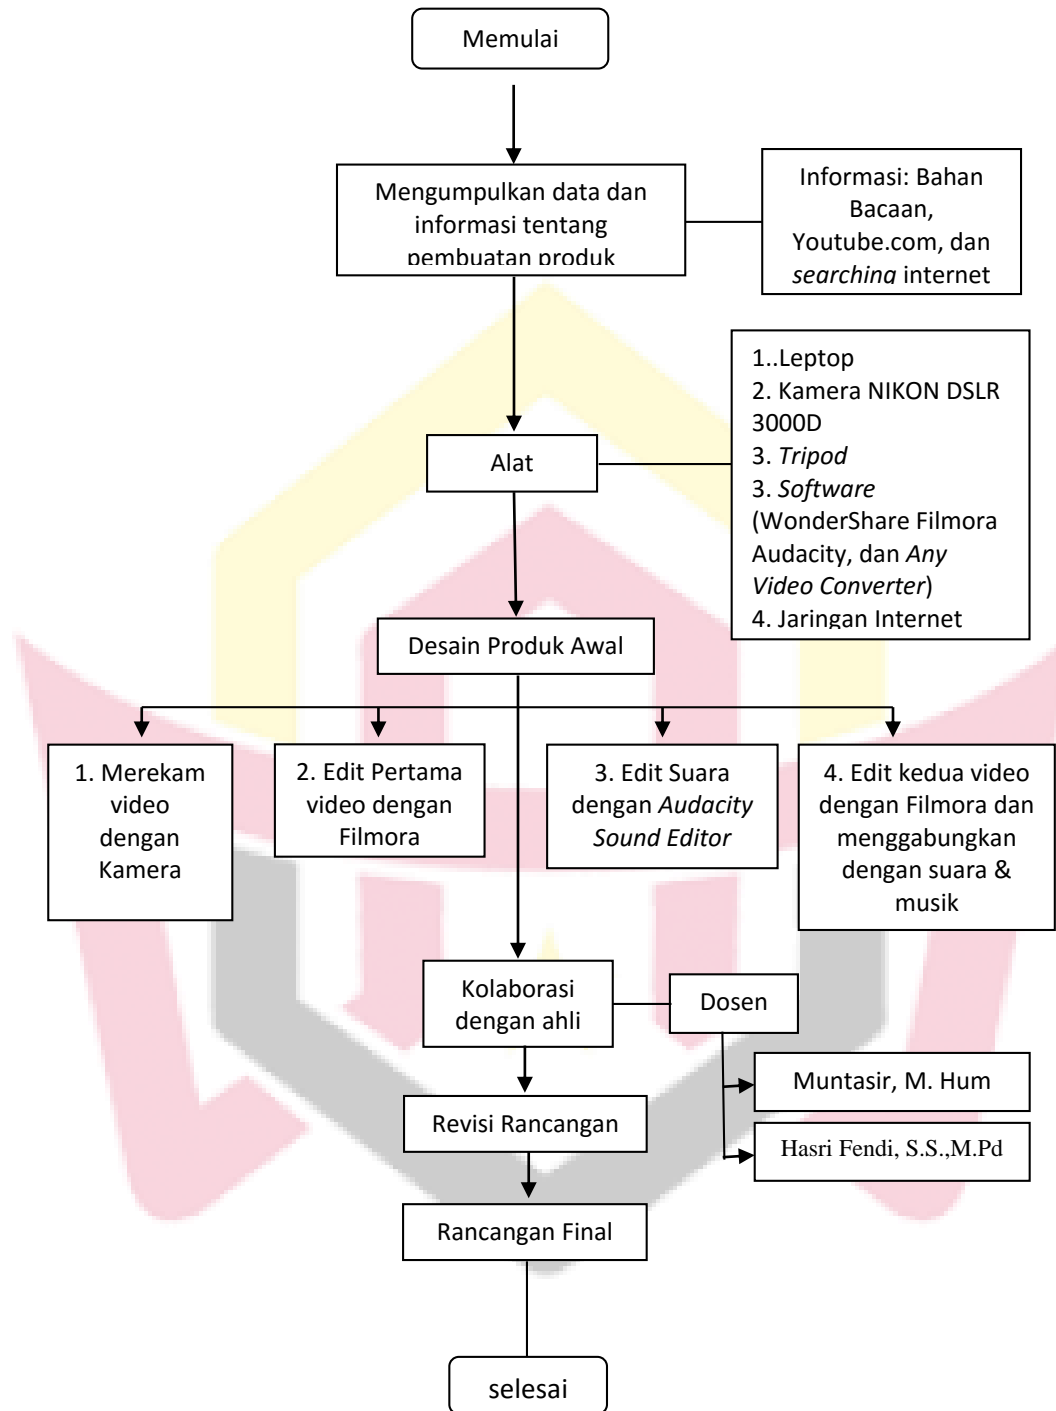 Memulai
Mengumpulkan data dan
informasi tentang
pembuatan produk
Informasi: Bahan
Bacaan,
Youtube.com, dan
searching internet
Alat
1..Leptop
2. Kamera NIKON DSLR
3000D
3. Tripod
3. Software
(WonderShare Filmora
Audacity, dan Any
Video Converter)
4. Jaringan Internet
Desain Produk Awal
1. Merekam
video
dengan
Kamera
2. Edit Pertama
video dengan
Filmora
3. Edit Suara
dengan Audacity
Sound Editor
4. Edit kedua video
dengan Filmora dan
menggabungkan
dengan suara &
musik
Kolaborasi
dengan ahli
Dosen
Muntasir, M. Hum
Hasri Fendi, S.S.,M.Pd
Revisi Rancangan
Rancangan Final
selesai